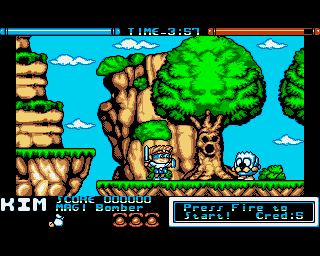 TIME-3:57
KIM
SCORE 000000
MAGI Bomber
Press Fire to
Start! Cred:5